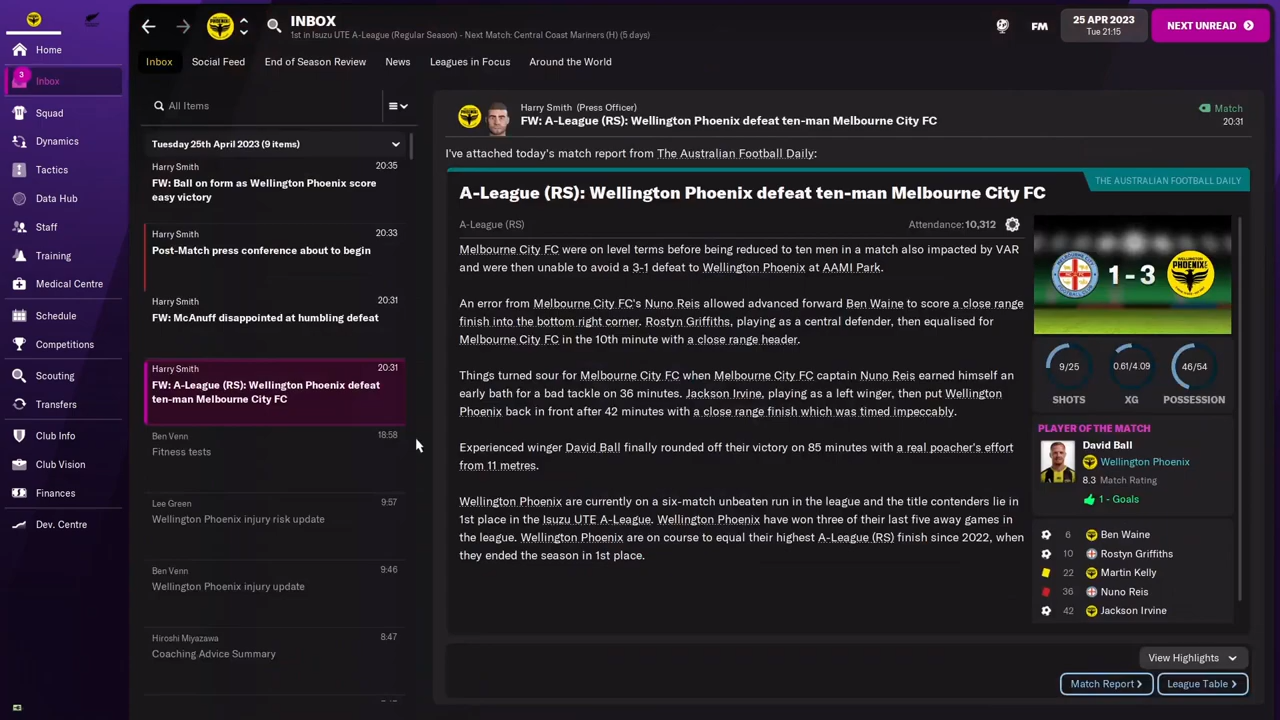 INBOX
1st in Isuzu UTE A-League (Regular Season) - Next Match: Central Coast Mariners (H) (5 days)
FM
25 APR 2023
Tue 21:15
NEXT UNREAD
Home
3
Inbox
Squad
Dynamics
Tactics
Data Hub
Staff
Training
Medical Centre
Schedule
Competitions
Scouting
Transfers
Club Info
Club Vision
Finances
Dev. Centre
Inbox
Social Feed
End of Season Review
News
Leagues in Focus
Around the World
All Items
Tuesday 25th April 2023 (9 items)
Harry Smith 20:35
FW: Ball on form as Wellington Phoenix score
easy victory
Harry Smith 20:33
Post-Match press conference about to begin
Harry Smith 20:31
FW: McAnuff disappointed at humbling defeat
Harry Smith 20:31
FW: A-League (RS): Wellington Phoenix defeat
ten-man Melbourne City FC
Ben Venn 18:58
Fitness tests
Lee Green 9:57
Wellington Phoenix injury risk update
Ben Venn 9:46
Wellington Phoenix injury update
Hiroshi Miyazawa 8:47
Coaching Advice Summary
Harry Smith (Press Officer)
FW: A-League (RS): Wellington Phoenix defeat ten-man Melbourne City FC
Match
20:31
I've attached today's match report from The Australian Football Daily:
THE AUSTRALIAN FOOTBALL DAILY
A-League (RS): Wellington Phoenix defeat ten-man Melbourne City FC
A-League (RS)
Attendance: 10,312
Melbourne City FC were on level terms before being reduced to ten men in a match also impacted by VAR
and were then unable to avoid a 3-1 defeat to Wellington Phoenix at AAMI Park.
An error from Melbourne City FC's Nuno Reis allowed advanced forward Ben Waine to score a close range
finish into the bottom right corner. Rostyn Griffiths, playing as a central defender, then equalised for
Melbourne City FC in the 10th minute with a close range header.
Things turned sour for Melbourne City FC when Melbourne City FC captain Nuno Reis earned himself an
early bath for a bad tackle on 36 minutes. Jackson Irvine, playing as a left winger, then put Wellington
Phoenix back in front after 42 minutes with a close range finish which was timed impeccably.
Experienced winger David Ball finally rounded off their victory on 85 minutes with a real poacher's effort
from 11 metres.
Wellington Phoenix are currently on a six-match unbeaten run in the league and the title contenders lie in
1st place in the Isuzu UTE A-League. Wellington Phoenix have won three of their last five away games in
the league. Wellington Phoenix are on course to equal their highest A-League (RS) finish since 2022, when
they ended the season in 1st place.
1 - 3
9/25
0.61/4.09
46/54
SHOTS
XG
POSSESSION
PLAYER OF THE MATCH
David Ball
Wellington Phoenix
8.3 Match Rating
1 - Goals
6 Ben Waine
10 Rostyn Griffiths
22 Martin Kelly
36 Nuno Reis
42 Jackson Irvine
View Highlights
Match Report
League Table